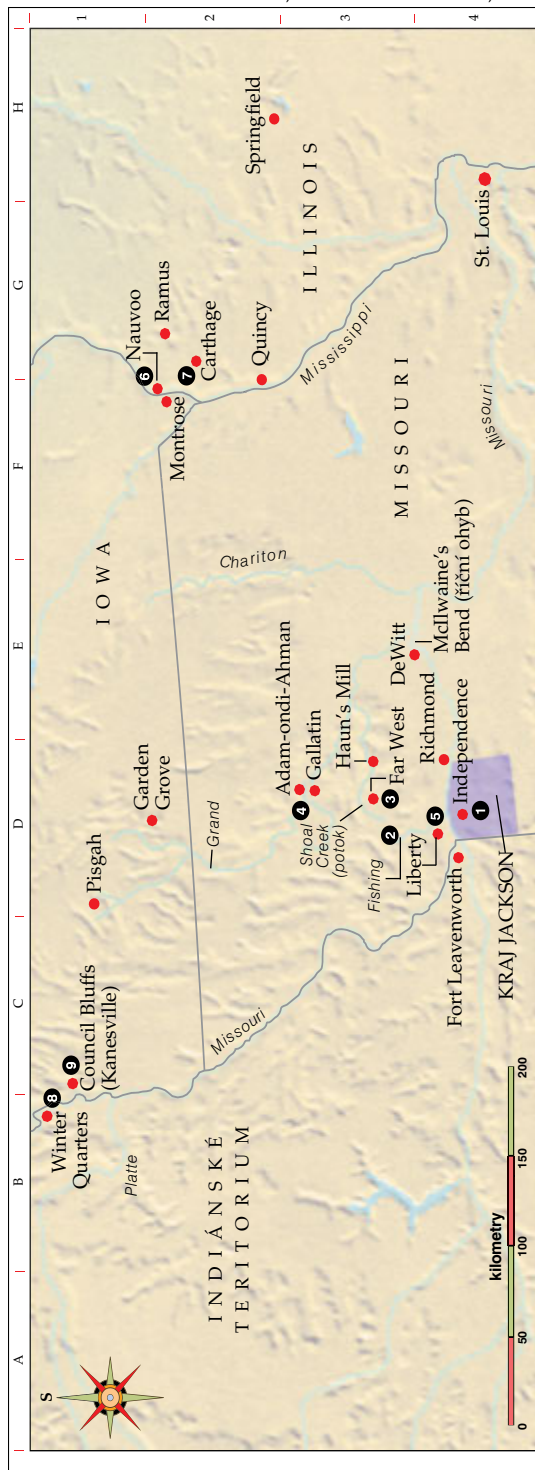 A
B
C
D
E
F
G
H
1
2
3
4
S
8
Winter
Quarters
9
Council Bluffs
(Kanesville)
Platte
Missouri
INDIÁNSKÉ
TERITORIUM
Pisgah
Garden
Grove
Grand
IOWA
Chariton
6
Nauvoo
Ramus
Montrose
7
Carthage
Quincy
Mississippi
ILLINOIS
Springfield
St. Louis
MISSOURI
Missouri
Adam-ondi-Ahman
4
Gallatin
Shoal
Creek
(potok)
Haun's Mill
Far West
3
2
Fishing
DeWitt
McIlwaine's
Bend (říční ohyb)
Richmond
Liberty
5
Independence
1
Fort Leavenworth
KRAJ JACKSON
kilometry
0
50
100
150
200